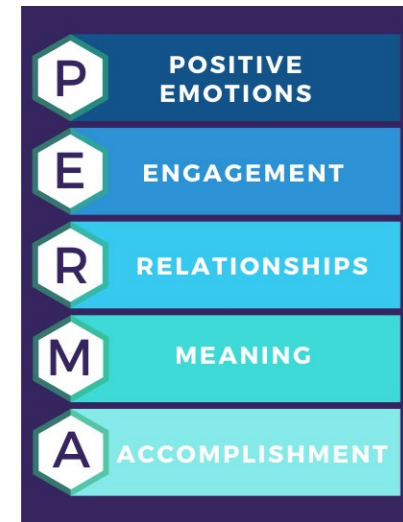 P
POSITIVE
EMOTIONS
E
ENGAGEMENT
R
RELATIONSHIPS
M
MEANING
A
ACCOMPLISHMENT